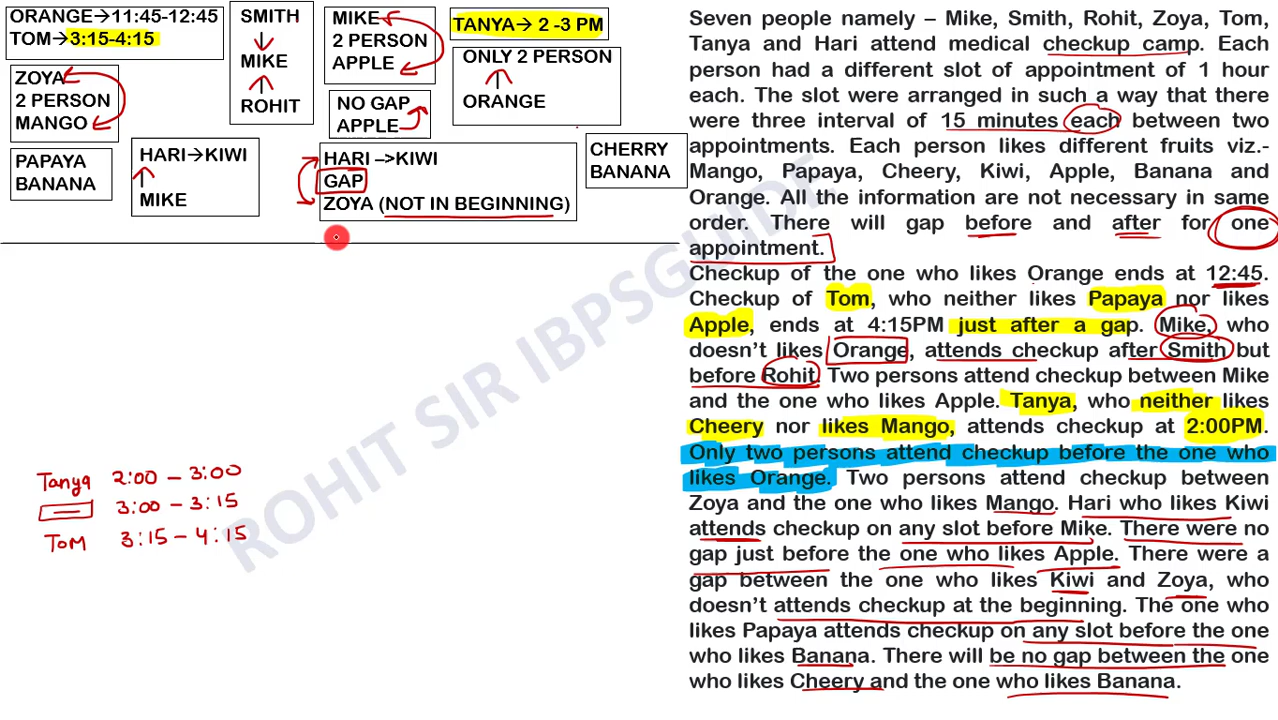 ORANGE→11:45-12:45
TOM→3:15-4:15
SMITH
MIKE
ROHIT
MIKE
2 PERSON
APPLE
TANYA→ 2 -3 PM
ONLY 2 PERSON
ORANGE
ZOYA
2 PERSON
MANGO
NO GAP
APPLE
PAPAYA
BANANA
HARI→KIWI
MIKE
HARI –>KIWI
GAP
ZOYA (NOT IN BEGINNING)
CHERRY
BANANA
Tanya 2:00 – 3:00
3:00 – 3:15
Tom 3:15 – 4:15
ROHIT SIR IBPSGUIDE
Seven people namely – Mike, Smith, Rohit, Zoya, Tom,
Tanya and Hari attend medical checkup camp. Each
person had a different slot of appointment of 1 hour
each. The slot were arranged in such a way that there
were three interval of 15 minutes each between two
appointments. Each person likes different fruits viz.-
Mango, Papaya, Cheery, Kiwi, Apple, Banana and
Orange. All the information are not necessary in same
order. There will gap before and after for one
appointment.
Checkup of the one who likes Orange ends at 12:45.
Checkup of Tom, who neither likes Papaya nor likes
Apple, ends at 4:15PM just after a gap. Mike, who
doesn't likes Orange, attends checkup after Smith but
before Rohit. Two persons attend checkup between Mike
and the one who likes Apple. Tanya, who neither likes
Cheery nor likes Mango, attends checkup at 2:00PM.
Only two persons attend checkup before the one who
likes Orange. Two persons attend checkup between
Zoya and the one who likes Mango. Hari who likes Kiwi
attends checkup on any slot before Mike. There were no
gap just before the one who likes Apple. There were a
gap between the one who likes Kiwi and Zoya, who
doesn't attends checkup at the beginning. The one who
likes Papaya attends checkup on any slot before the one
who likes Banana. There will be no gap between the one
who likes Cheery and the one who likes Banana.